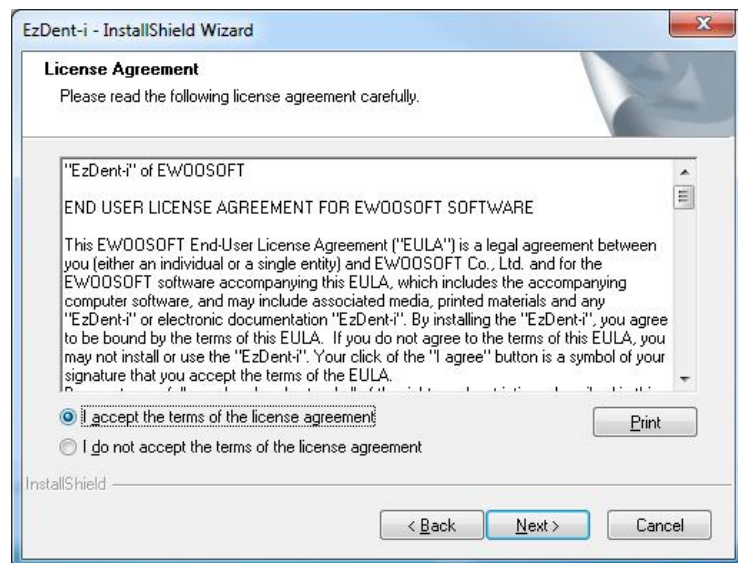 EzDent-i - InstallShield Wizard
License Agreement
Please read the following license agreement carefully.
"EzDent-i" of EWOOSOFT
END USER LICENSE AGREEMENT FOR EWOOSOFT SOFTWARE
This EWOOSOFT End-User License Agreement ("EULA") is a legal agreement between
you (either an individual or a single entity) and EWOOSOFT Co., Ltd. and for the
EWOOSOFT software accompanying this EULA, which includes the accompanying
computer software, and may include associated media, printed materials and any
"EzDent-i" or electronic documentation "EzDent-i". By installing the "EzDent-i", you agree
to be bound by the terms of this EULA.  If you do not agree to the terms of this EULA, you
may not install or use the "EzDent-i". Your click of the "I agree" button is a symbol of your
signature that you accept the terms of the EULA.
I accept the terms of the license agreement
Print
I do not accept the terms of the license agreement
InstallShield
< Back
Next >
Cancel